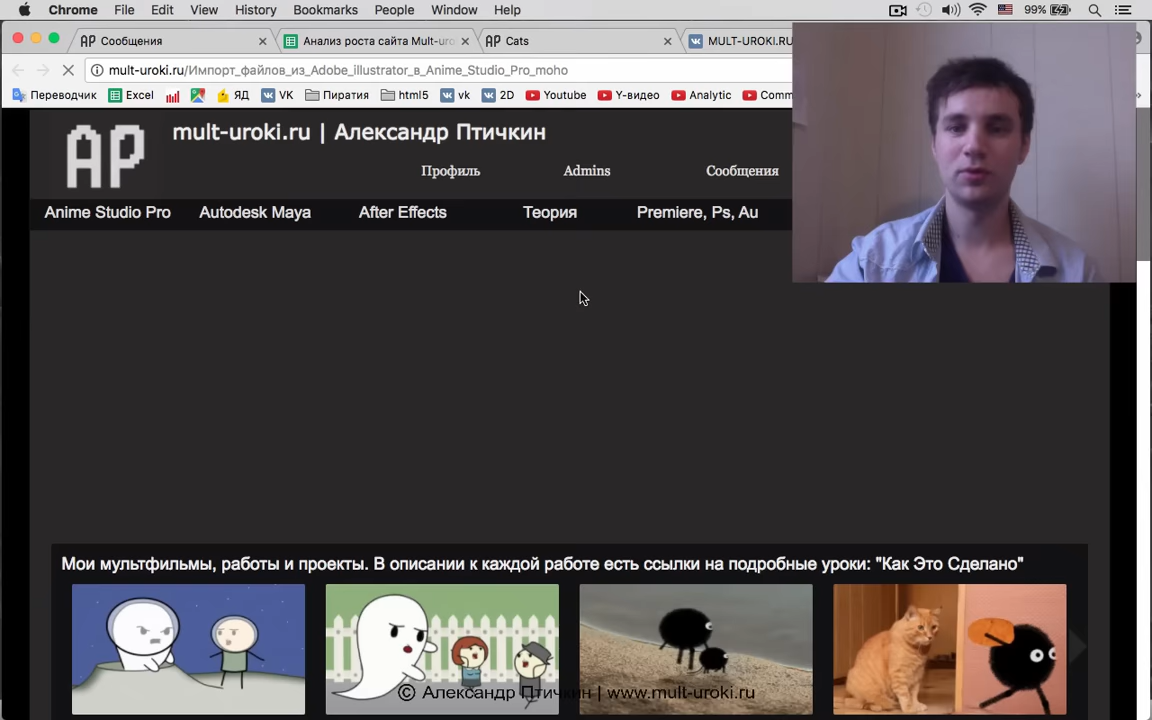 Chrome File Edit View History Bookmarks People Window Help 99%
Сообщения Анализ роста сайта Mult-uro Cats MULT-UROKI.RU
mult-uroki.ru/Импорт_файлов_из_Adobe_illustrator_в_Anime_Studio_Pro_moho
Переводчик Excel ЯД VK Пиратия html5 vk 2D Youtube Y-видео Analytic Comm
AP mult-uroki.ru | Александр Птичкин
Профиль Admins Сообщения
Anime Studio Pro Autodesk Maya After Effects Теория Premiere, Ps, Au
Мои мультфильмы, работы и проекты. В описании к каждой работе есть ссылки на подробные уроки: "Как Это Сделано"
© Александр Птичкин | www.mult-uroki.ru